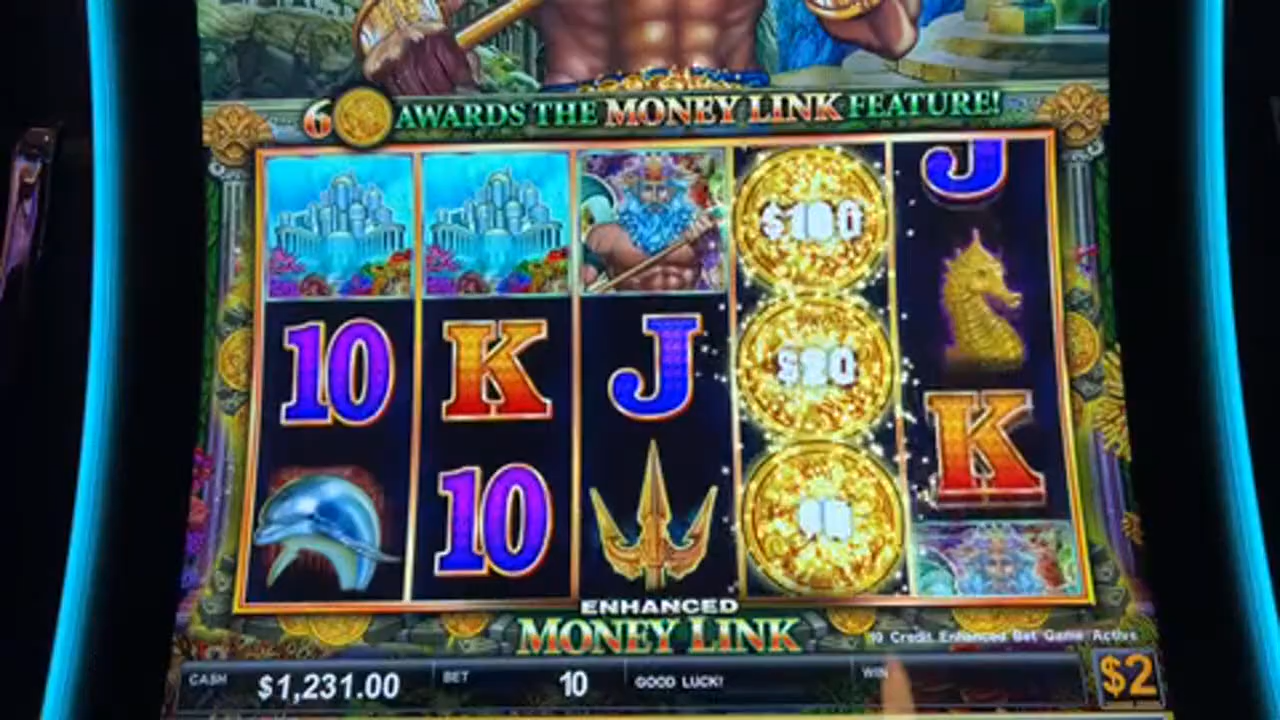 6 AWARDS THE MONEY LINK FEATURE!
$100
J
10 K J
K
10
ENHANCED
MONEY LINK
10 Credit Enhanced Bet Game Active
CASH $1,231.00 BET 10 GOOD LUCK! WIN $2